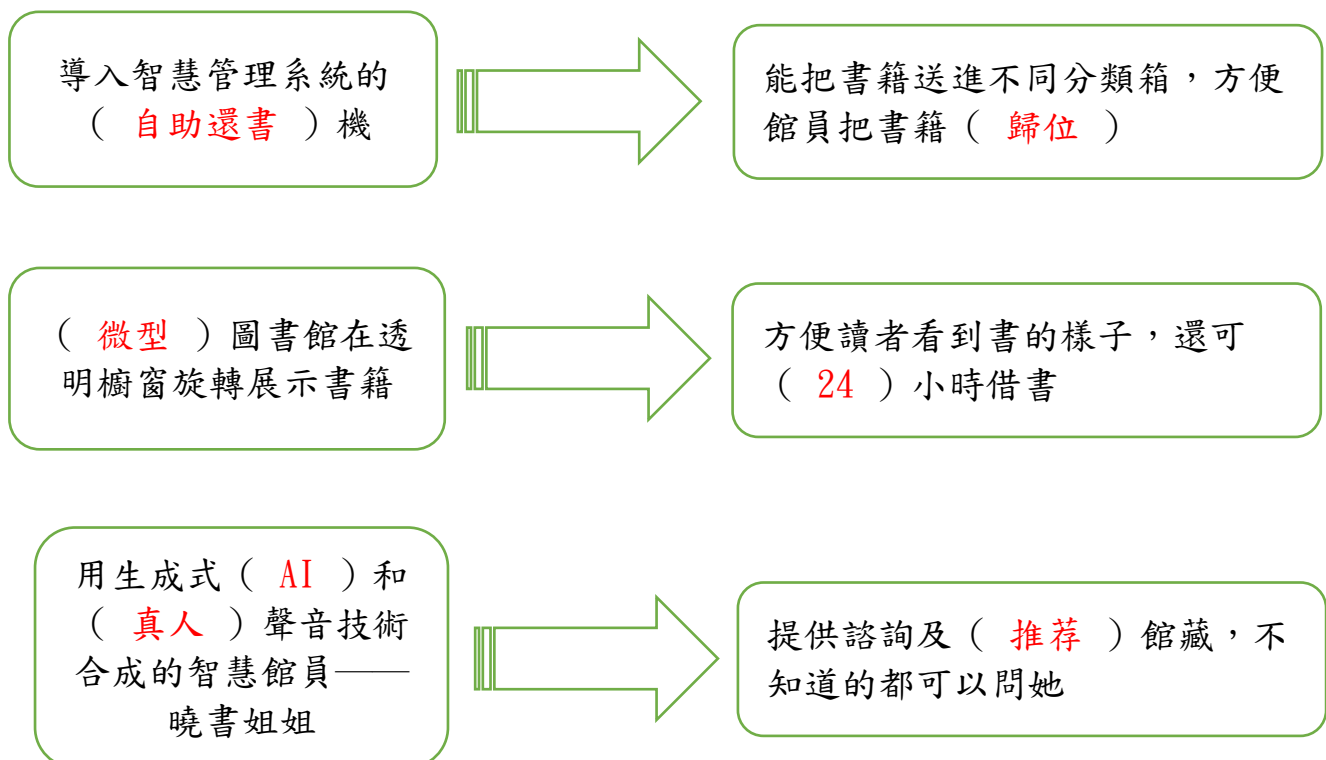 導入智慧管理系統的
（ 自助還書 ）機
能把書籍送進不同分類箱，方便
館員把書籍（ 歸位 ）
（ 微型 ）圖書館在透
明櫥窗旋轉展示書籍
方便讀者看到書的樣子，還可
（ 24 ）小時借書
用生成式（ AI ）和
（ 真人 ）聲音技術
合成的智慧館員——
曉書姐姐
提供諮詢及（ 推荐 ）館藏，不
知道的都可以問她